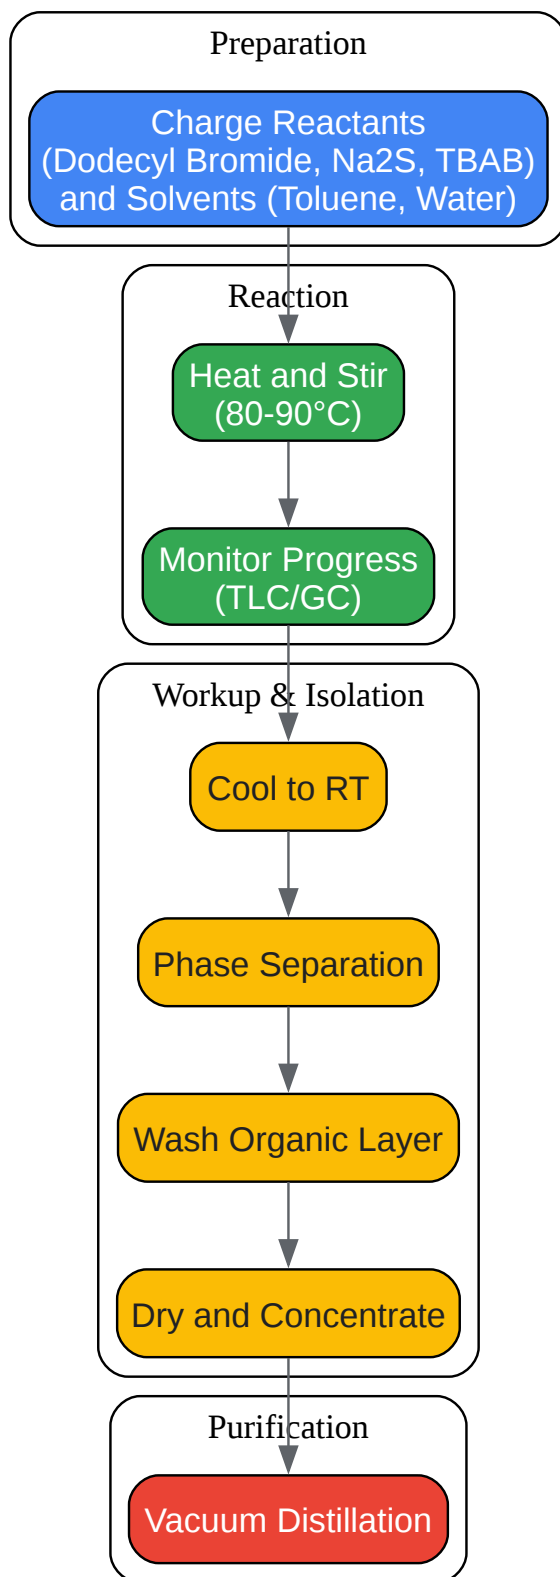 Preparation
Charge Reactants
(Dodecyl Bromide, Na2S, TBAB)
and Solvents (Toluene, Water)
Reaction
Heat and Stir
(80-90°C)
Monitor Progress
(TLC/GC)
Workup & Isolation
Cool to RT
Phase Separation
Wash Organic Layer
Dry and Concentrate
Purification
Vacuum Distillation